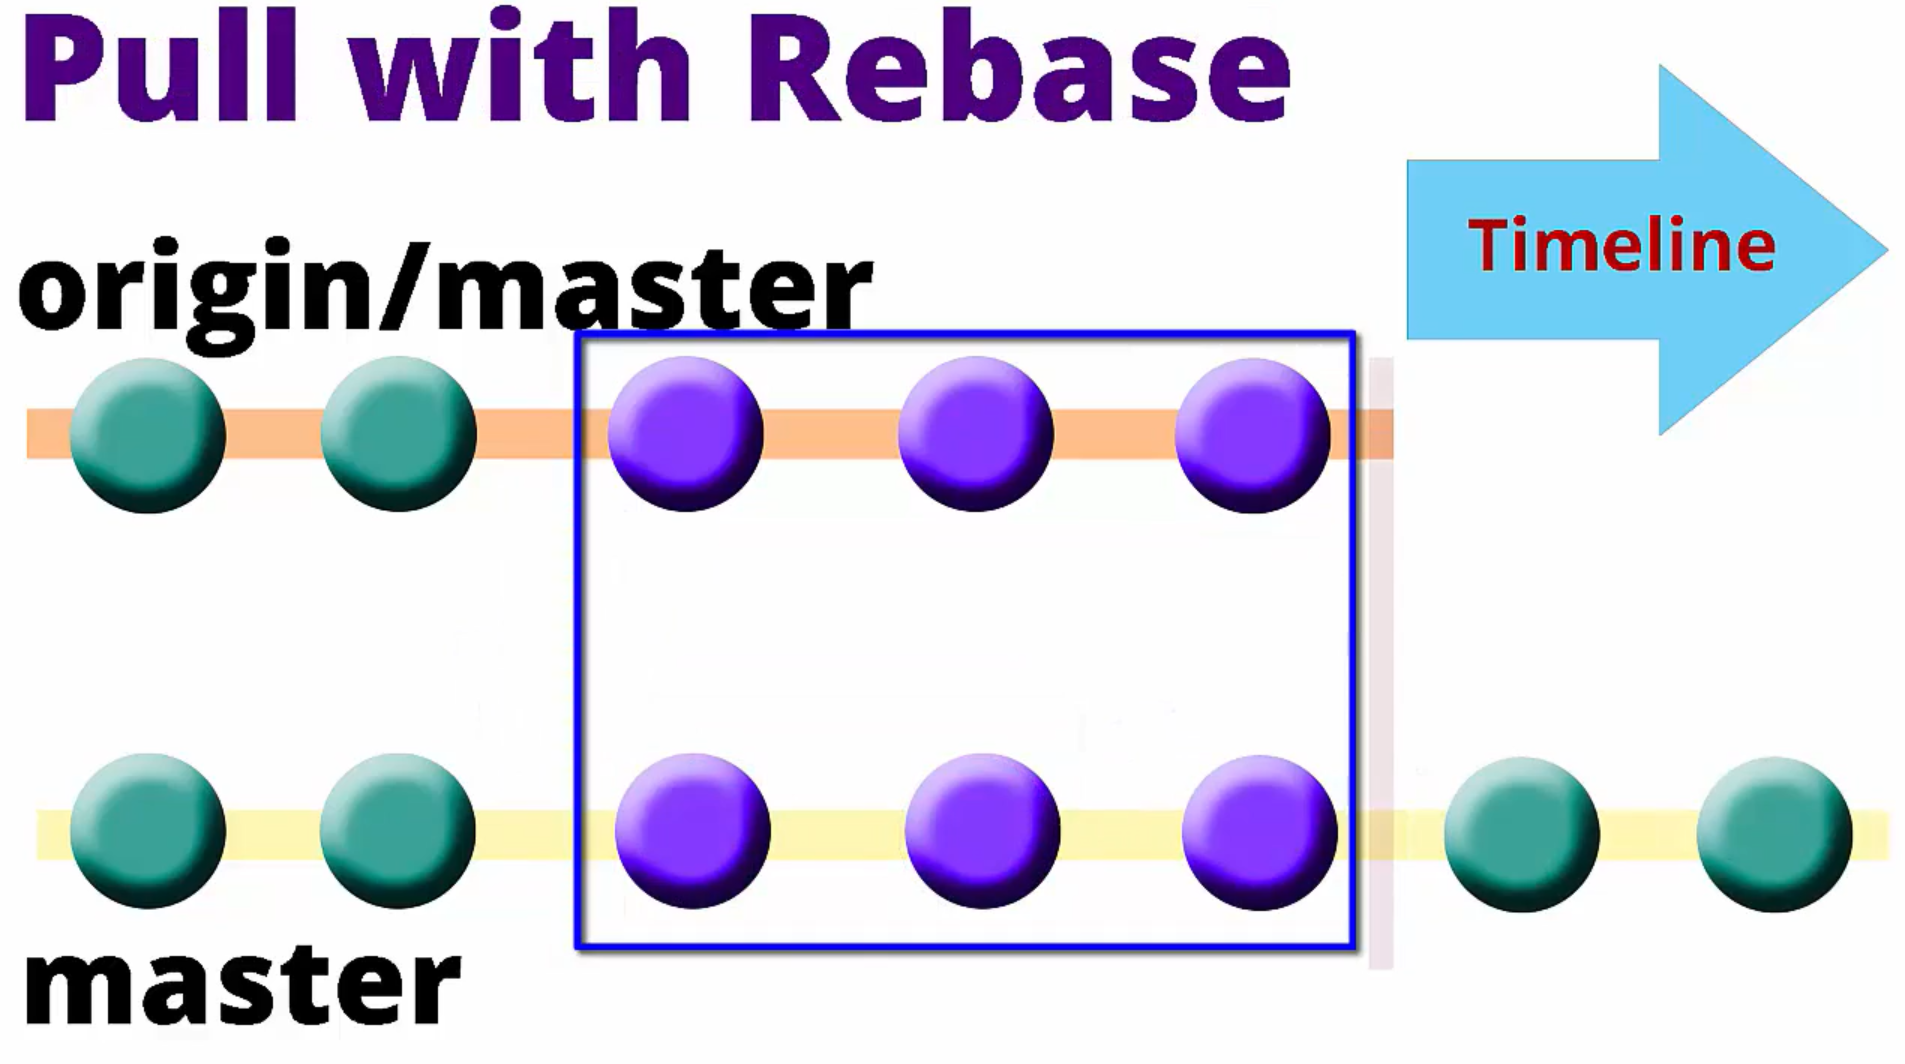 Pull with Rebase
Timeline
origin/master
master